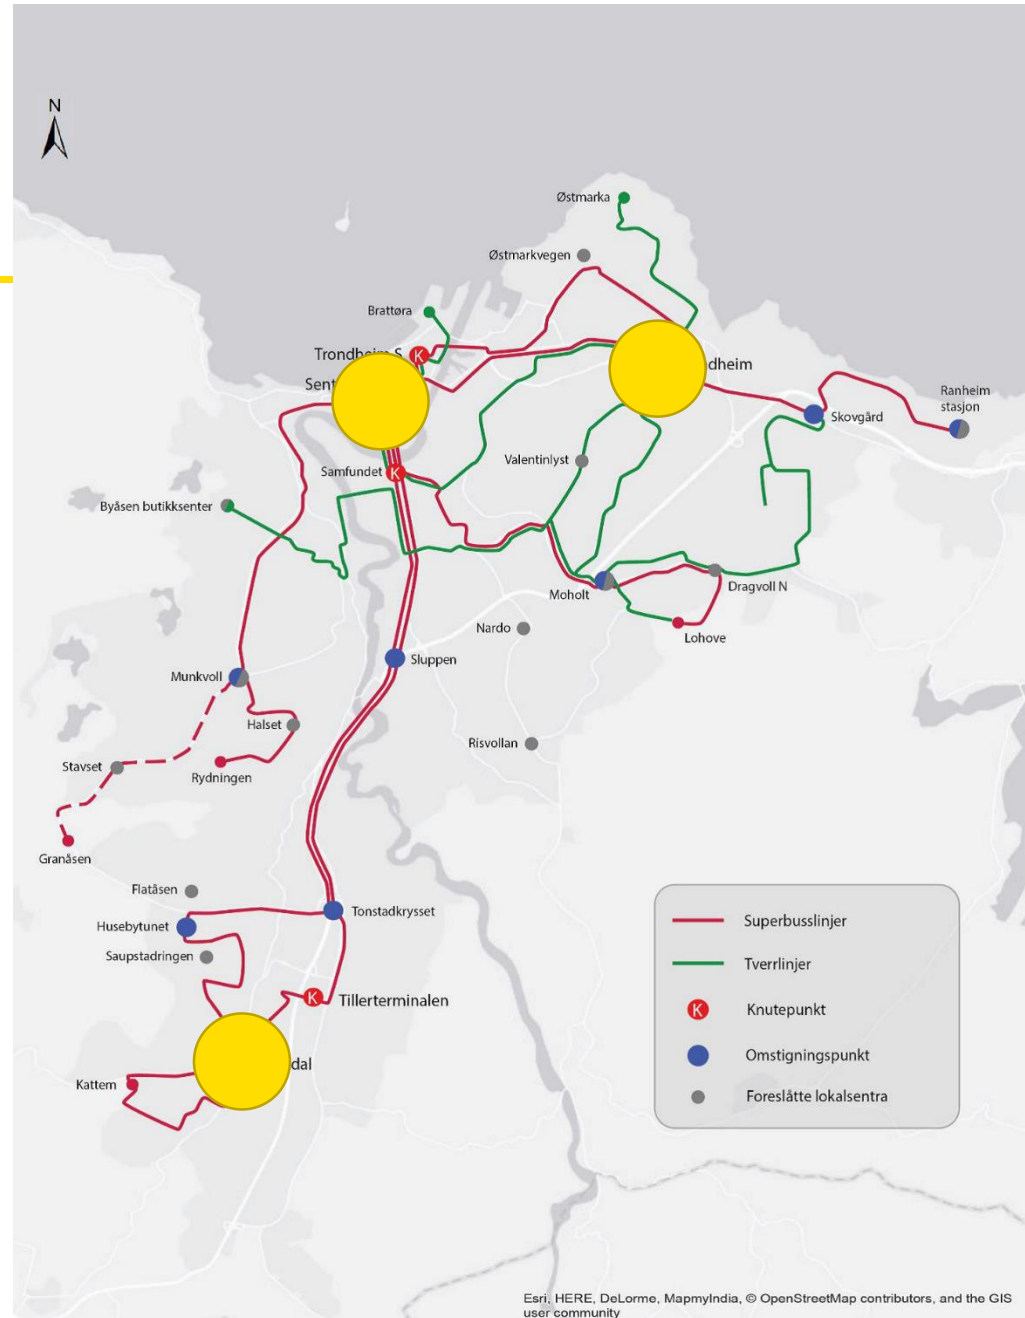 N
Østmarka
Østmarkvegen
Brattøra
Trondheim S
Sent
dheim
Ranheim
stasjon
Skovgård
Samfundet
Valentinlyst
Byåsen butikksenter
Moholt
Dragvoll N
Nardo
Lohove
Sluppen
Munkvoll
Halset
Risvollan
Stavset
Rydningen
Granåsen
Flatåsen
Tonstadkrysset
Husebytunet
Saupstadringen
K
Tillerterminalen
dal
Kattem
K
K
Superbusslinjer
Tverrlinjer
K Knutepunkt
Omstigningspunkt
Foreslåtte lokalsentra
Esri, HERE, DeLorme, MapmyIndia, © OpenStreetMap contributors, and the GIS
user community